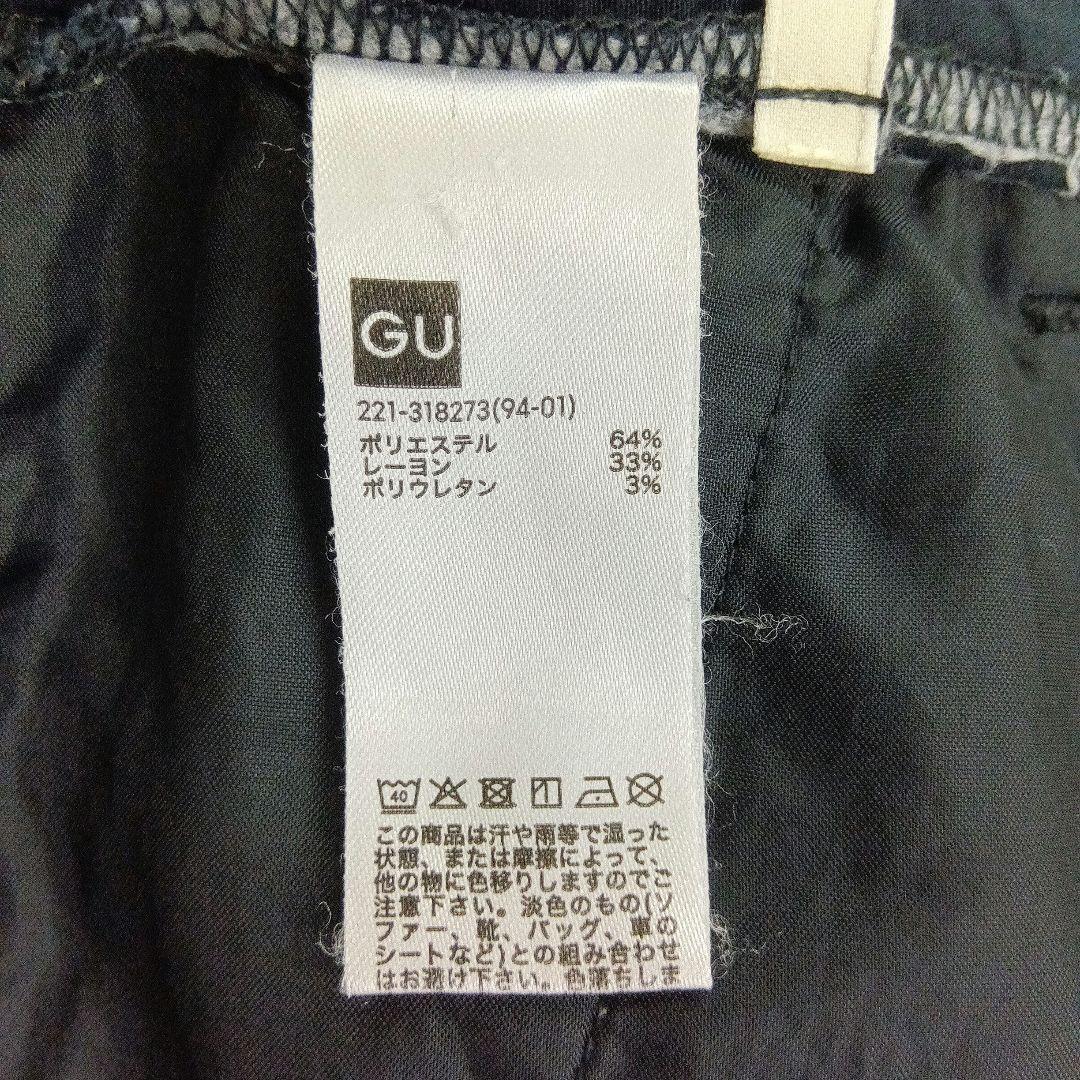 GU
221-318273(94-01)
ポリエステル 64%
レーヨン 33%
ポリウレタン 3%
40
この商品は汗や雨等で湿った
状態、または摩擦によって、
他の物に色移りしますのでご
注意下さい。淡色のもの(ソ
ファー、靴、バッグ、車の
シートなど)との組み合わせ
はお避け下さい。色落ちしま